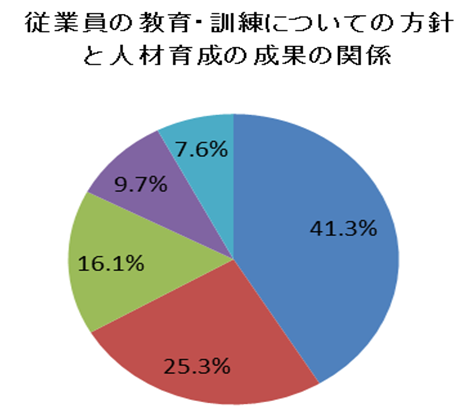 従業員の教育・訓練についての方針
と人材育成の成果の関係
7.6%
9.7%
41.3%
16.1%
25.3%